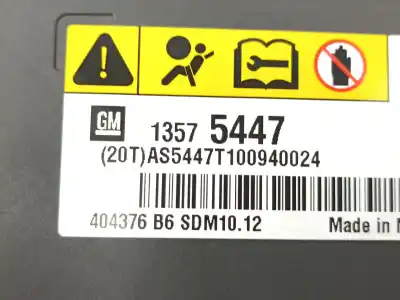 GM
1357 5447
(20T)AS5447T100940024
404376 B6 SDM10.12 Made in